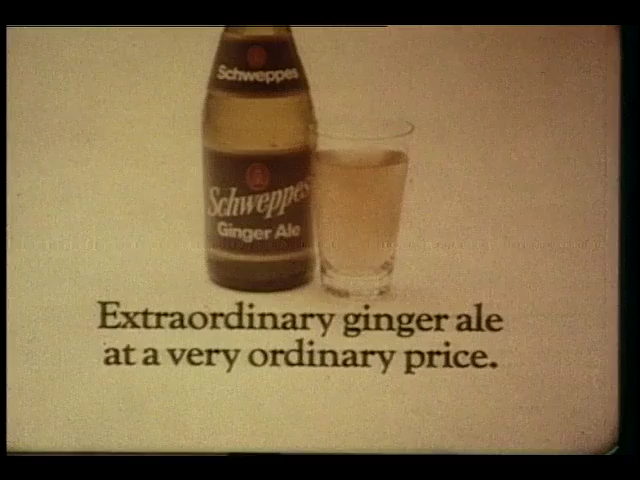 Schweppes
Schweppes
Ginger Ale
Extraordinary ginger ale
at a very ordinary price.